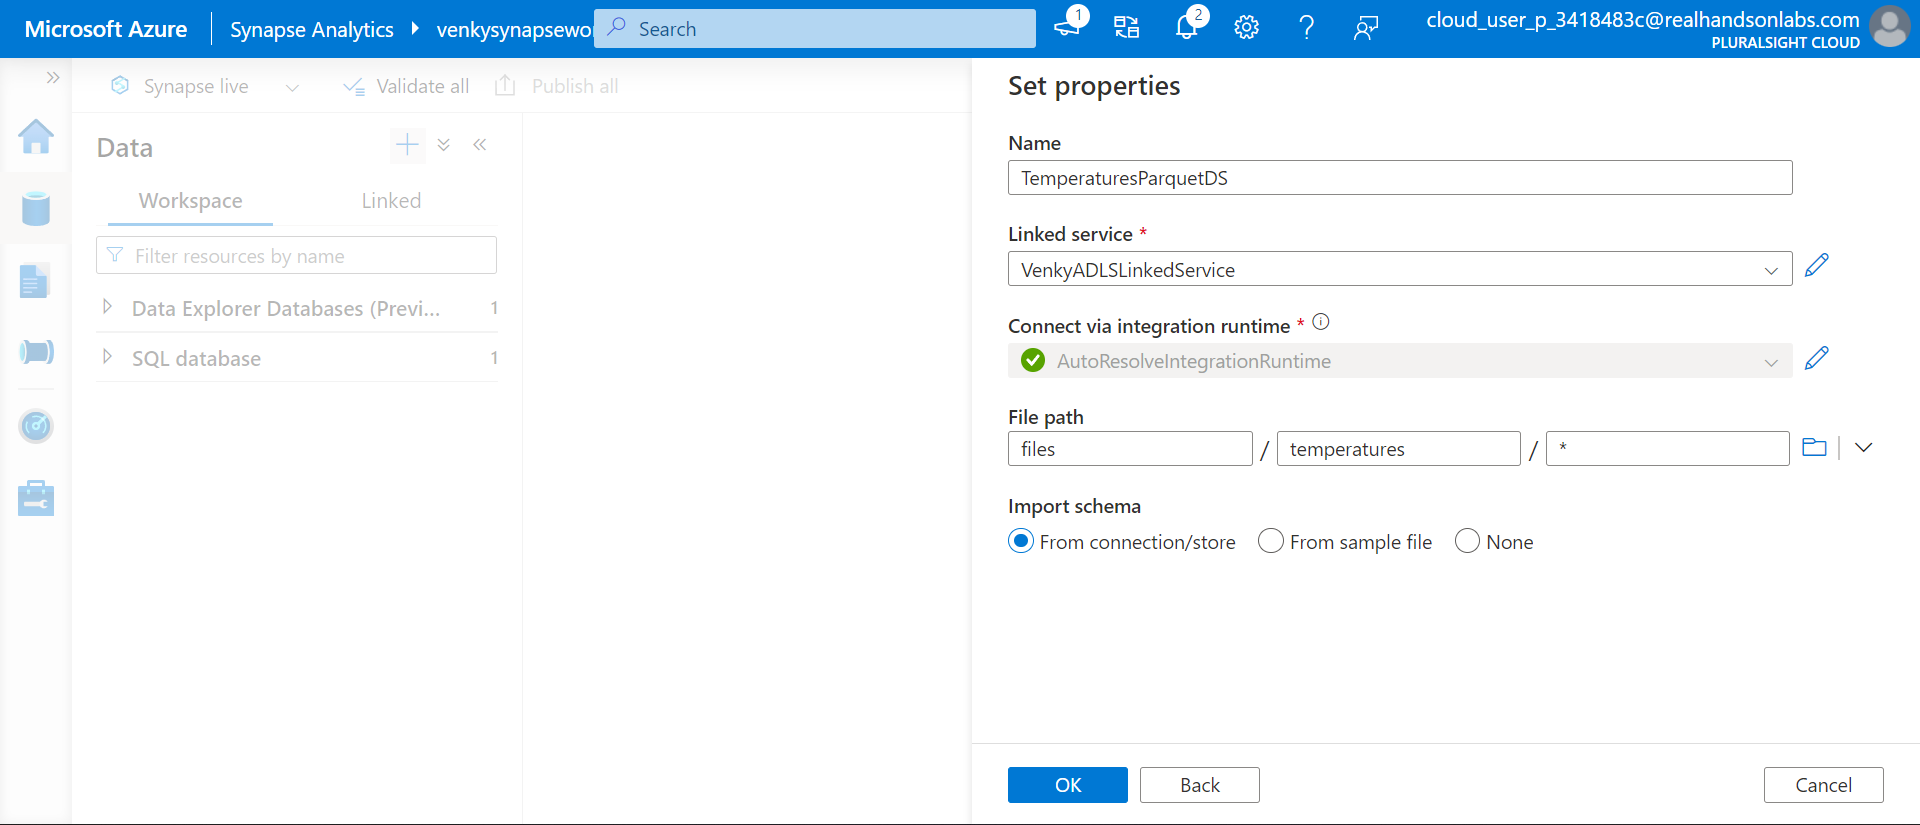 Microsoft Azure
Synapse Analytics
venkysynapsewo
Search
1
2
cloud_user_p_3418483c@realhandsonlabs.com
PLURALSIGHT CLOUD
Synapse live
Validate all
Publish all
Data
Workspace
Linked
Filter resources by name
Data Explorer Databases (Previ... 1
SQL database 1
Set properties
Name
TemperaturesParquetDS
Linked service *
VenkyADLSLinkedService
Connect via integration runtime *
AutoResolveIntegrationRuntime
File path
files / temperatures / *
Import schema
From connection/store From sample file None
OK Back Cancel